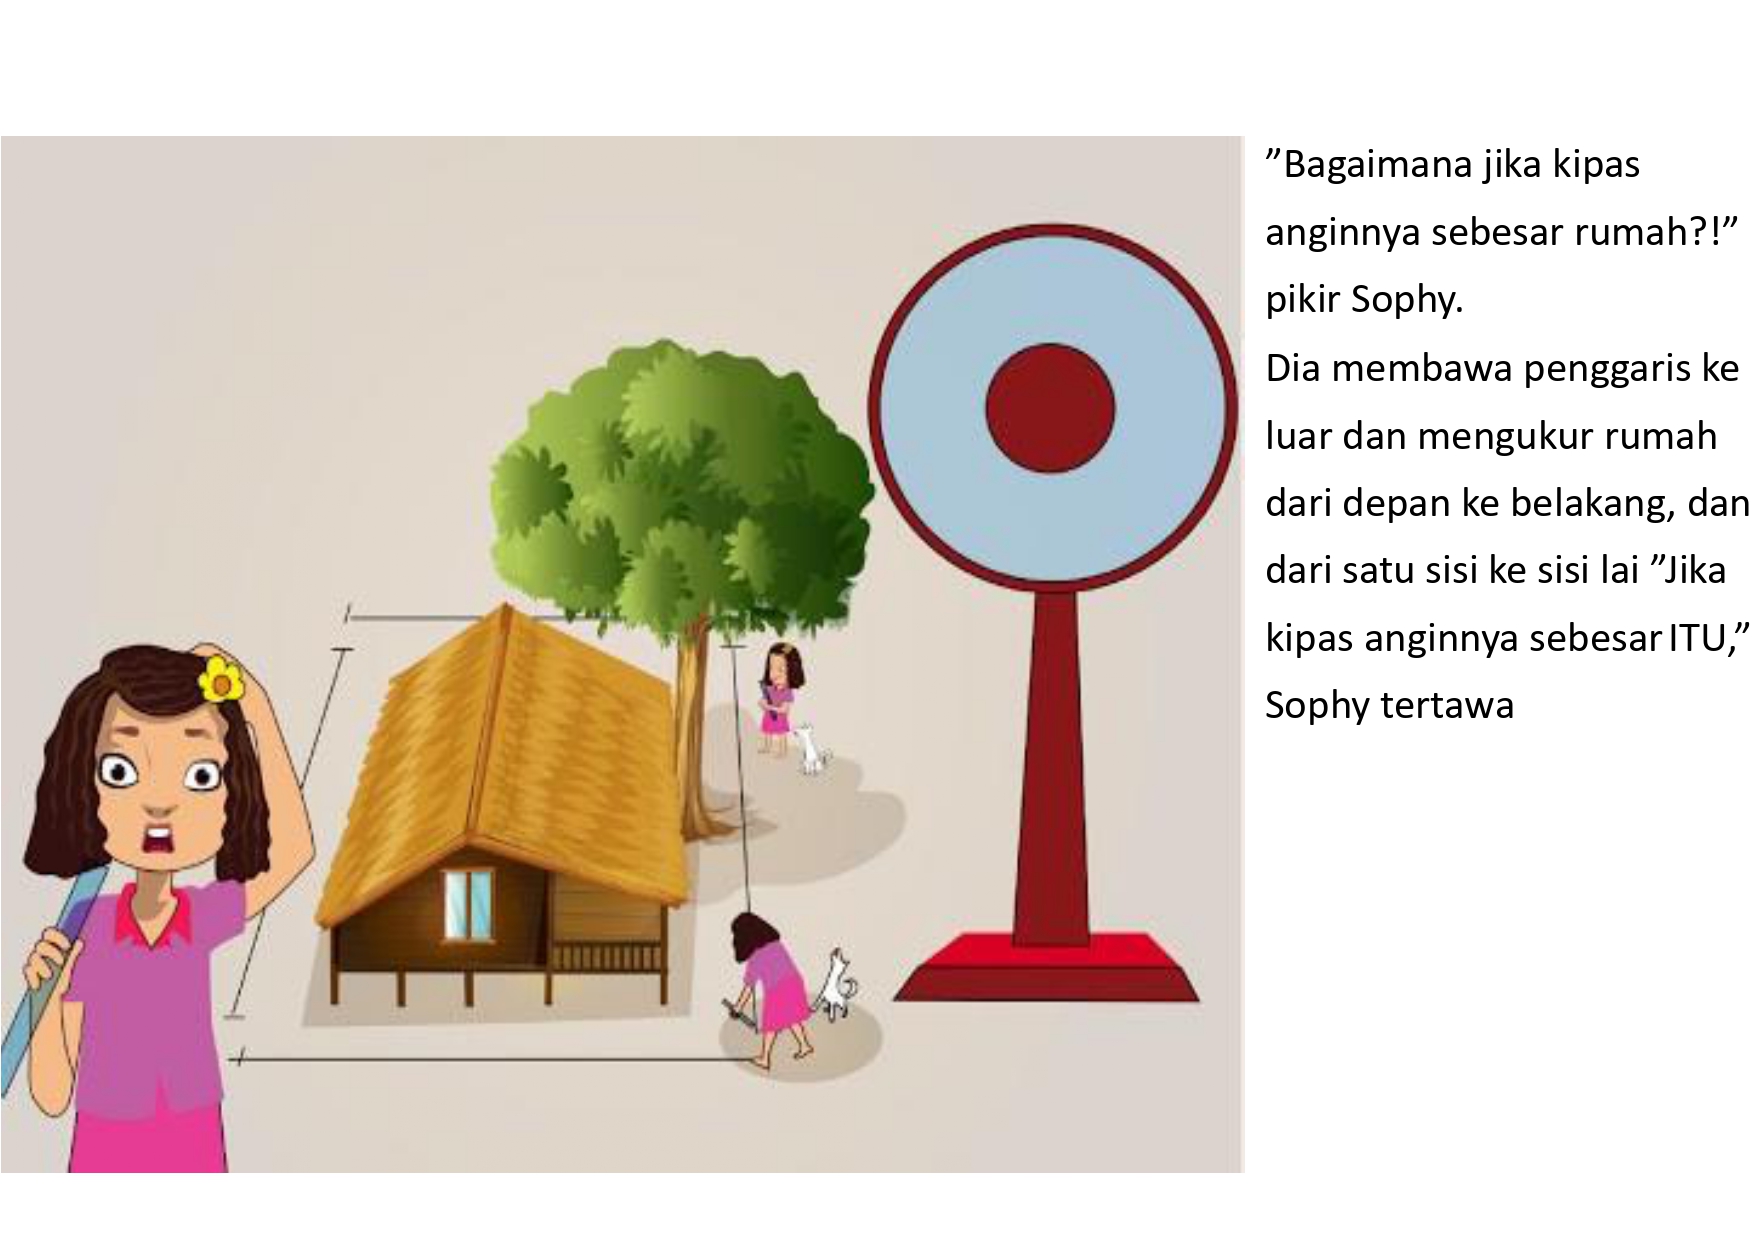 ”Bagaimana jika kipas
anginnya sebesar rumah?!”
pikir Sophy.
Dia membawa penggaris ke
luar dan mengukur rumah
dari depan ke belakang, dan
dari satu sisi ke sisi lai ”Jika
kipas anginnya sebesar ITU,”
Sophy tertawa